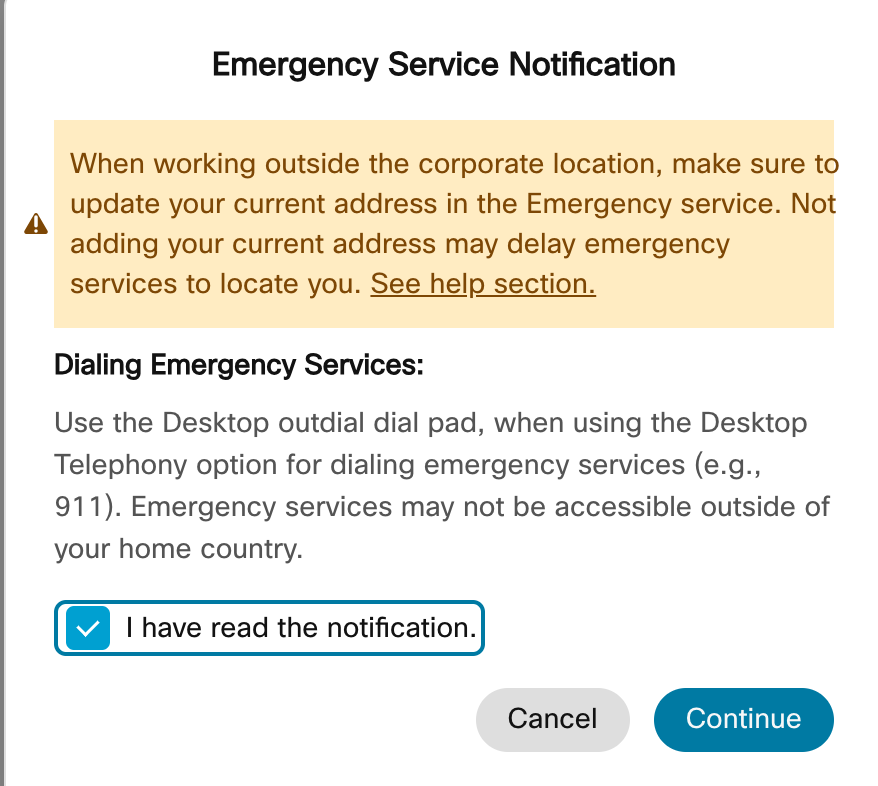 Emergency Service Notification
When working outside the corporate location, make sure to
update your current address in the Emergency service. Not
adding your current address may delay emergency
services to locate you. See help section.
Dialing Emergency Services:
Use the Desktop outdial dial pad, when using the Desktop
Telephony option for dialing emergency services (e.g.,
911). Emergency services may not be accessible outside of
your home country.
I have read the notification.
Cancel Continue